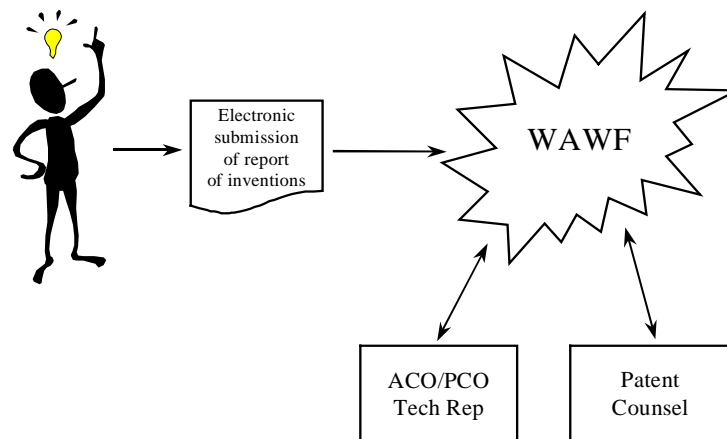 Electronic
submission
of report
of inventions
WAWF
ACO/PCO
Tech Rep
Patent
Counsel